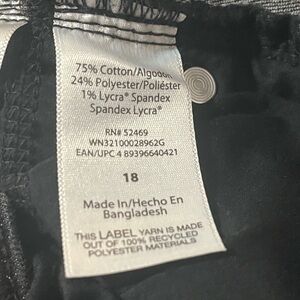 75% Cotton/Algodón
24% Polyester/Poliéster
1% Lycra® Spandex
Spandex Lycra®
RN# 52469
WN32100028962G
EAN/UPC 4 89396640421
18
Made In/Hecho En
Bangladesh
THIS LABEL YARN IS MADE
OUT OF 100% RECYCLED
POLYESTER MATERIALS